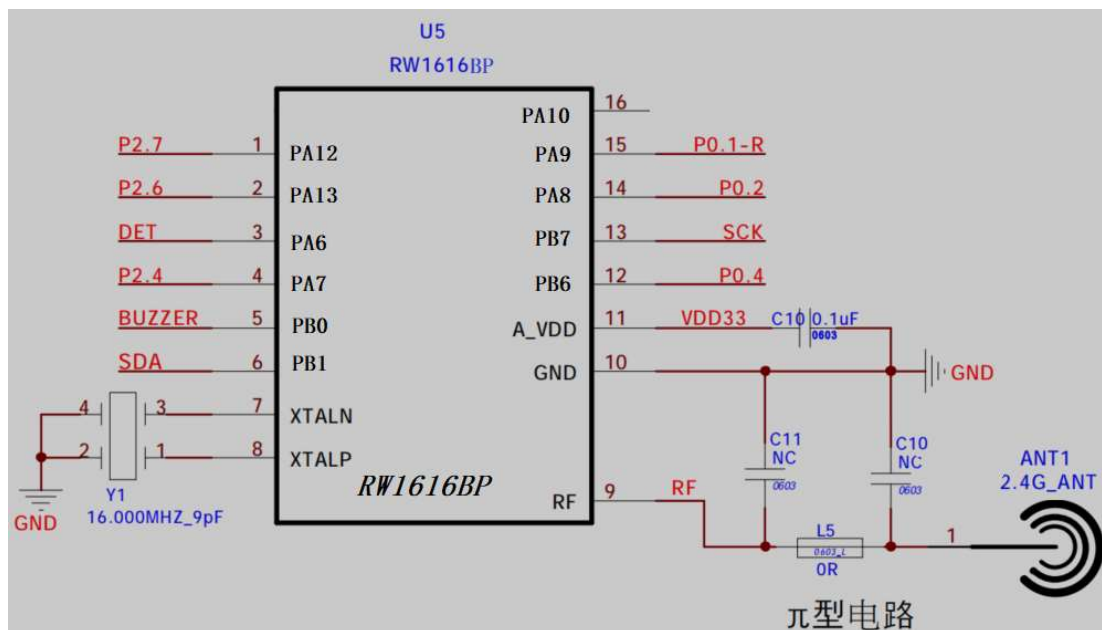 U5
RW1616BP
PA10 16
P2.7 1 PA12
PA9 15 P0.1-R
P2.6 2 PA13
PA8 14 P0.2
DET 3 PA6
PB7 13 SCK
P2.4 4 PA7
PB6 12 P0.4
BUZZER 5 PB0
A_VDD 11 VDD33 C10 0.1uF
0603
SDA 6 PB1
GND 10 GND
4 3 7 XTALN
2 1 8 XTALP
Y1
16.000MHZ_9pF
GND
RW1616BP
RF 9 RF
C11
NC
0603
C10
NC
0603
ANT1
2.4G_ANT
L5
0603_L
0R
1
π型电路